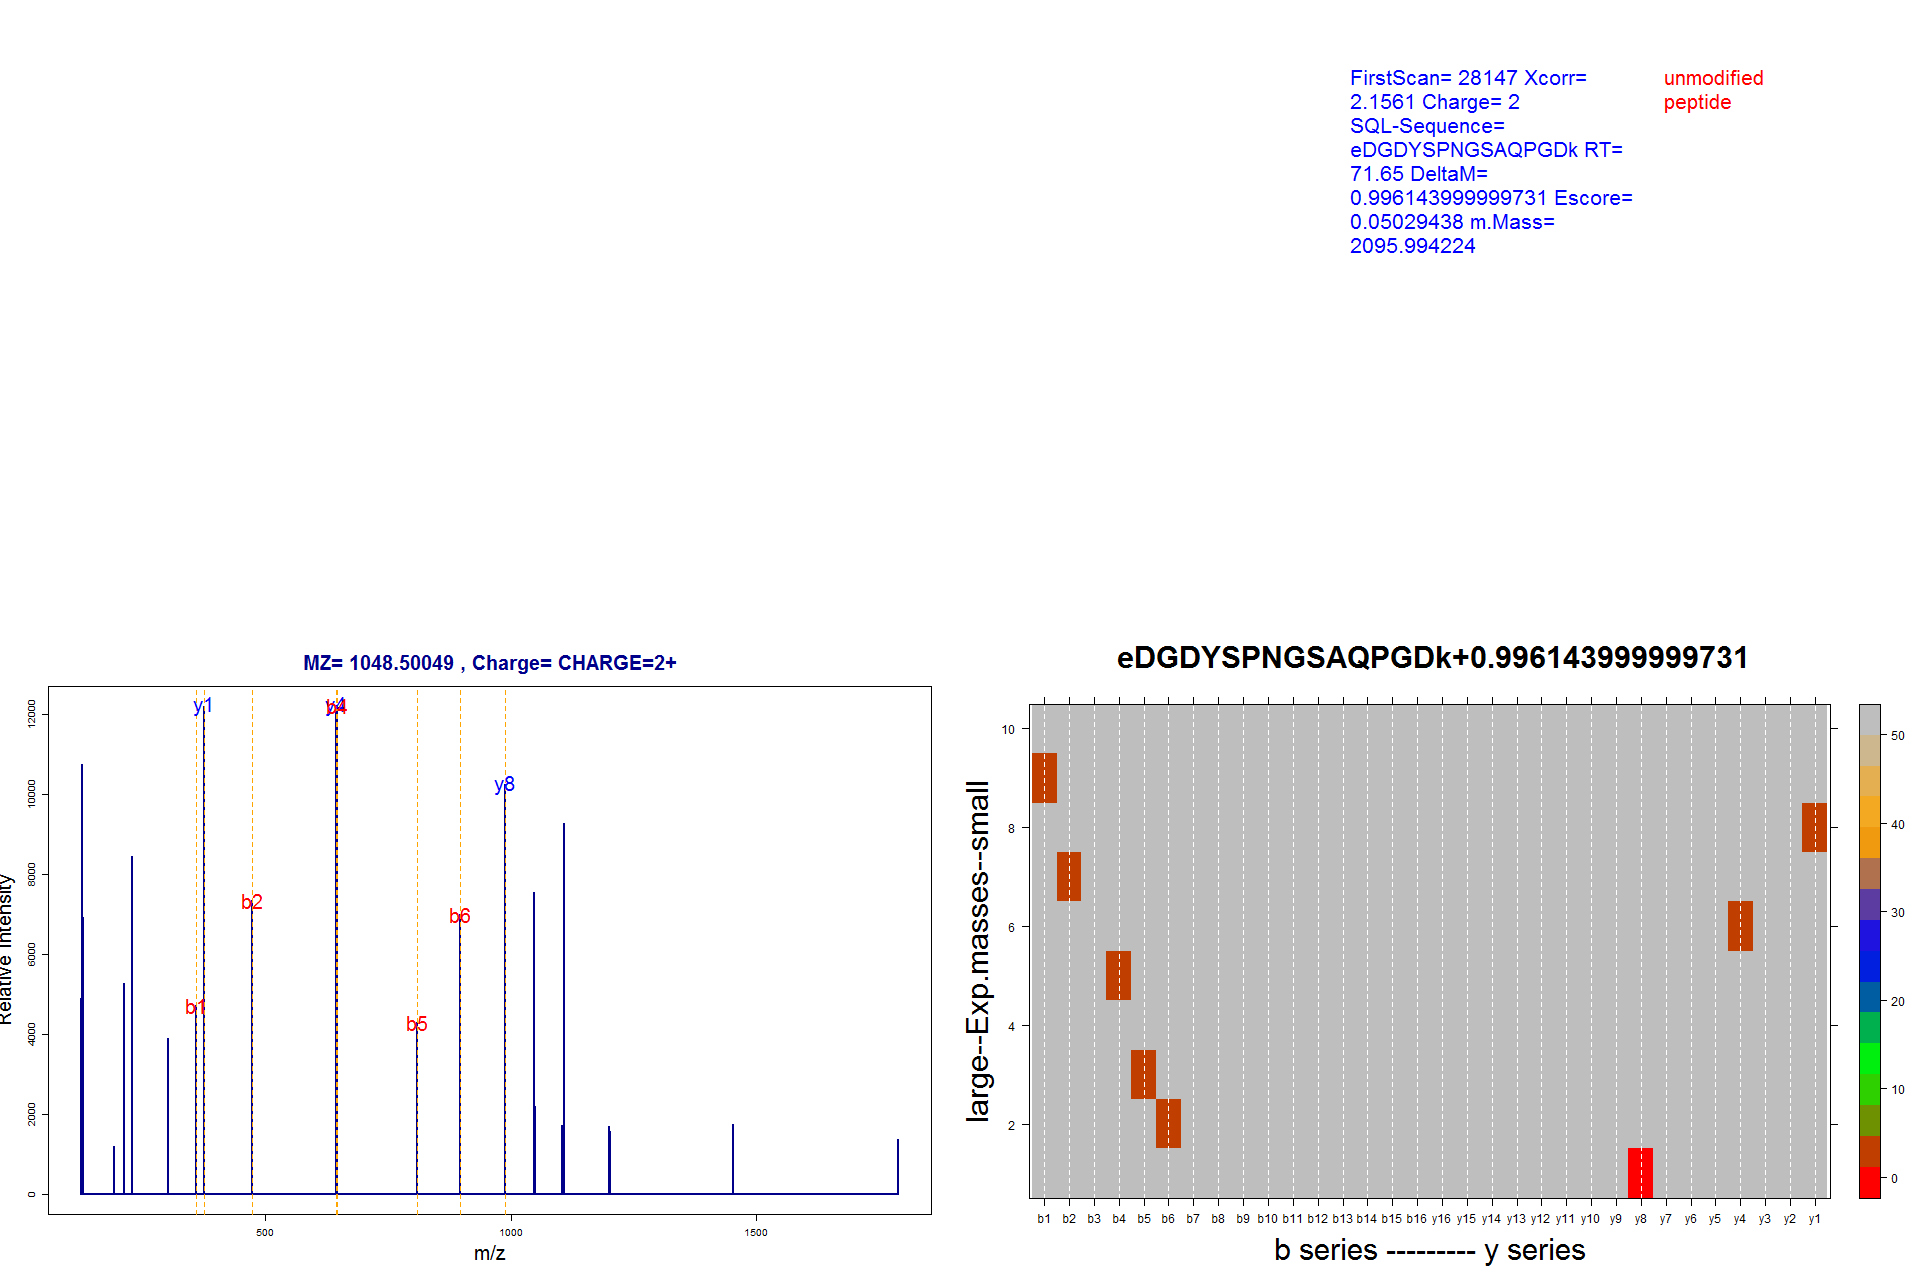 FirstScan= 28147 Xcorr=
2.1561 Charge= 2
SQL-Sequence=
eDGDYSPNGSAQPGDk RT=
71.65 DeltaM=
0.996143999999731 Escore=
0.05029438 m.Mass=
2095.994224
unmodified
peptide
MZ= 1048.50049 , Charge= CHARGE=2+
Relative Intensity
0
2000
4000
6000
8000
10000
12000
y1
y4
b4
y8
b2
b6
b1
b5
500
1000
1500
m/z
eDGDYSPNGSAQPGDk+0.996143999999731
large--Exp.masses--small
10
8
6
4
2
b1 b2 b3 b4 b5 b6 b7 b8 b9 b10 b11 b12 b13 b14 b15 b16 y16 y15 y14 y13 y12 y11 y10 y9 y8 y7 y6 y5 y4 y3 y2 y1
b series --------- y series
50
40
30
20
10
0